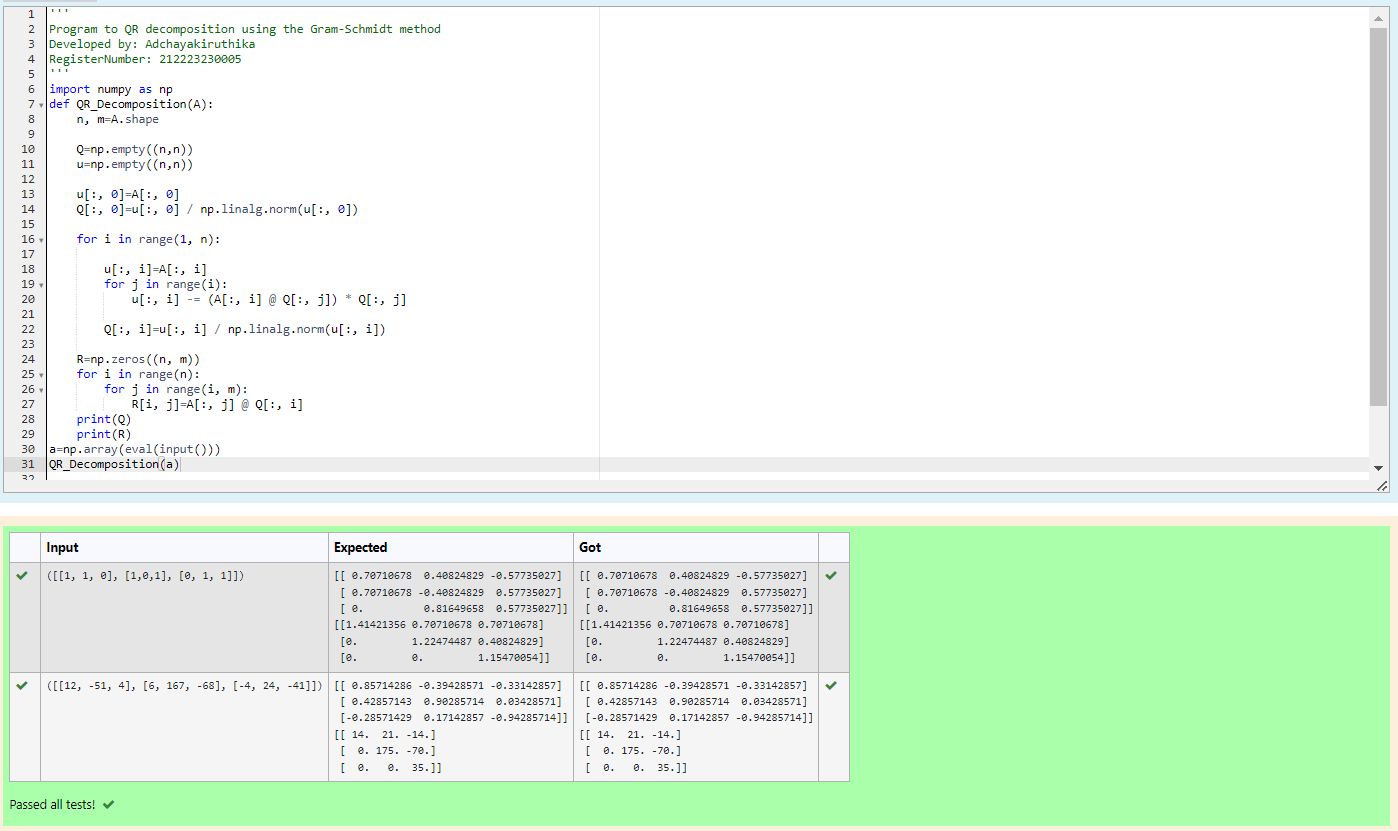 1 '''
2 Program to QR decomposition using the Gram-Schmidt method
3 Developed by: Adchayakiruthika
4 RegisterNumber: 212223230005
5 '''
6 import numpy as np
7 def QR_Decomposition(A):
8     n, m=A.shape
9
10     Q=np.empty((n,n))
11     u=np.empty((n,n))
12
13     u[:, 0]=A[:, 0]
14     Q[:, 0]=u[:, 0] / np.linalg.norm(u[:, 0])
15
16     for i in range(1, n):
17
18         u[:, i]=A[:, i]
19         for j in range(i):
20             u[:, i] -= (A[:, i] @ Q[:, j]) * Q[:, j]
21
22         Q[:, i]=u[:, i] / np.linalg.norm(u[:, i])
23
24     R=np.zeros((n, m))
25     for i in range(n):
26         for j in range(i, m):
27             R[i, j]=A[:, j] @ Q[:, i]
28     print(Q)
29     print(R)
30 a=np.array(eval(input()))
31 QR_Decomposition(a)
32
Input Expected Got
([[1, 1, 0], [1,0,1], [0, 1, 1]]) [[ 0.70710678  0.40824829 -0.57735027] [[ 0.70710678  0.40824829 -0.57735027]
[ 0.70710678 -0.40824829  0.57735027] [ 0.70710678 -0.40824829  0.57735027]
[ 0.          0.81649658  0.57735027]] [ 0.          0.81649658  0.57735027]]
[[1.41421356 0.70710678 0.70710678] [[1.41421356 0.70710678 0.70710678]
[0.         1.22474487 0.40824829] [0.         1.22474487 0.40824829]
[0.         0.         1.15470054]] [0.         0.         1.15470054]]
([[12, -51, 4], [6, 167, -68], [-4, 24, -41]]) [[ 0.85714286 -0.39428571 -0.33142857] [[ 0.85714286 -0.39428571 -0.33142857]
[ 0.42857143  0.90285714  0.03428571] [ 0.42857143  0.90285714  0.03428571]
[-0.28571429  0.17142857 -0.94285714]] [-0.28571429  0.17142857 -0.94285714]]
[[ 14.  21. -14.] [[ 14.  21. -14.]
[  0. 175. -70.] [  0. 175. -70.]
[  0.   0.  35.]] [  0.   0.  35.]]
Passed all tests!